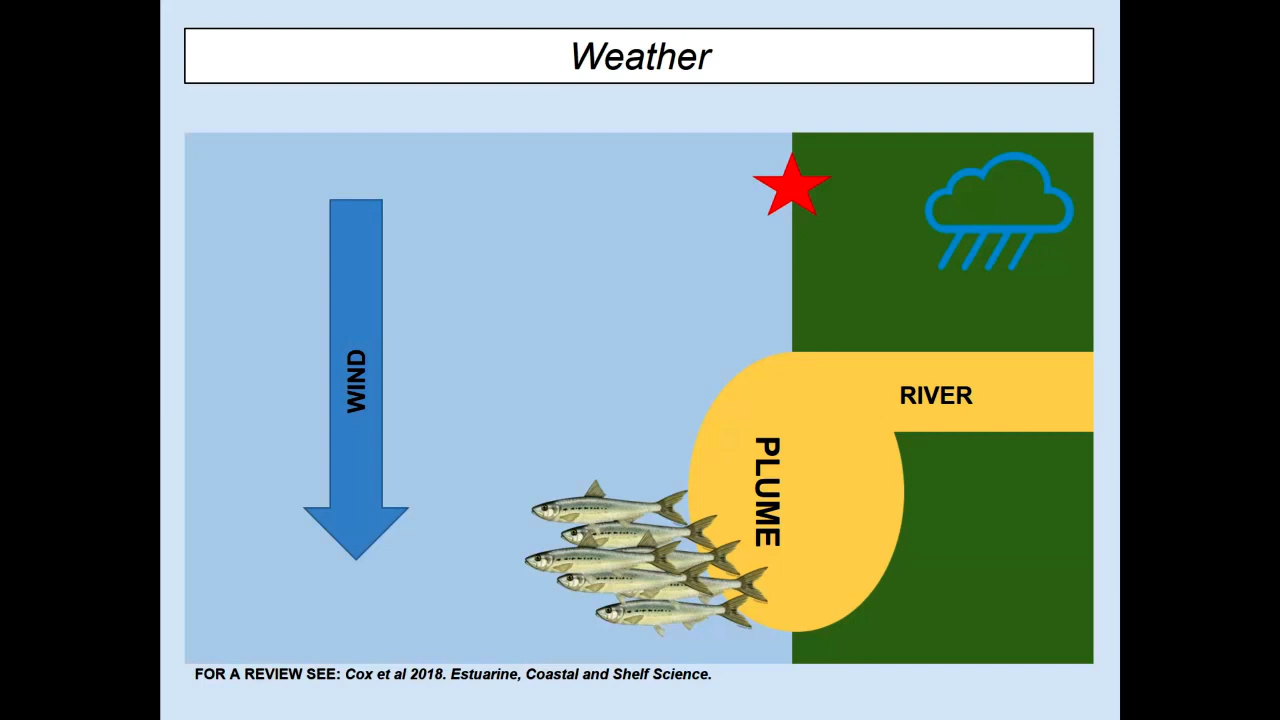 Weather
WIND
RIVER
PLUME
FOR A REVIEW SEE: Cox et al 2018. Estuarine, Coastal and Shelf Science.